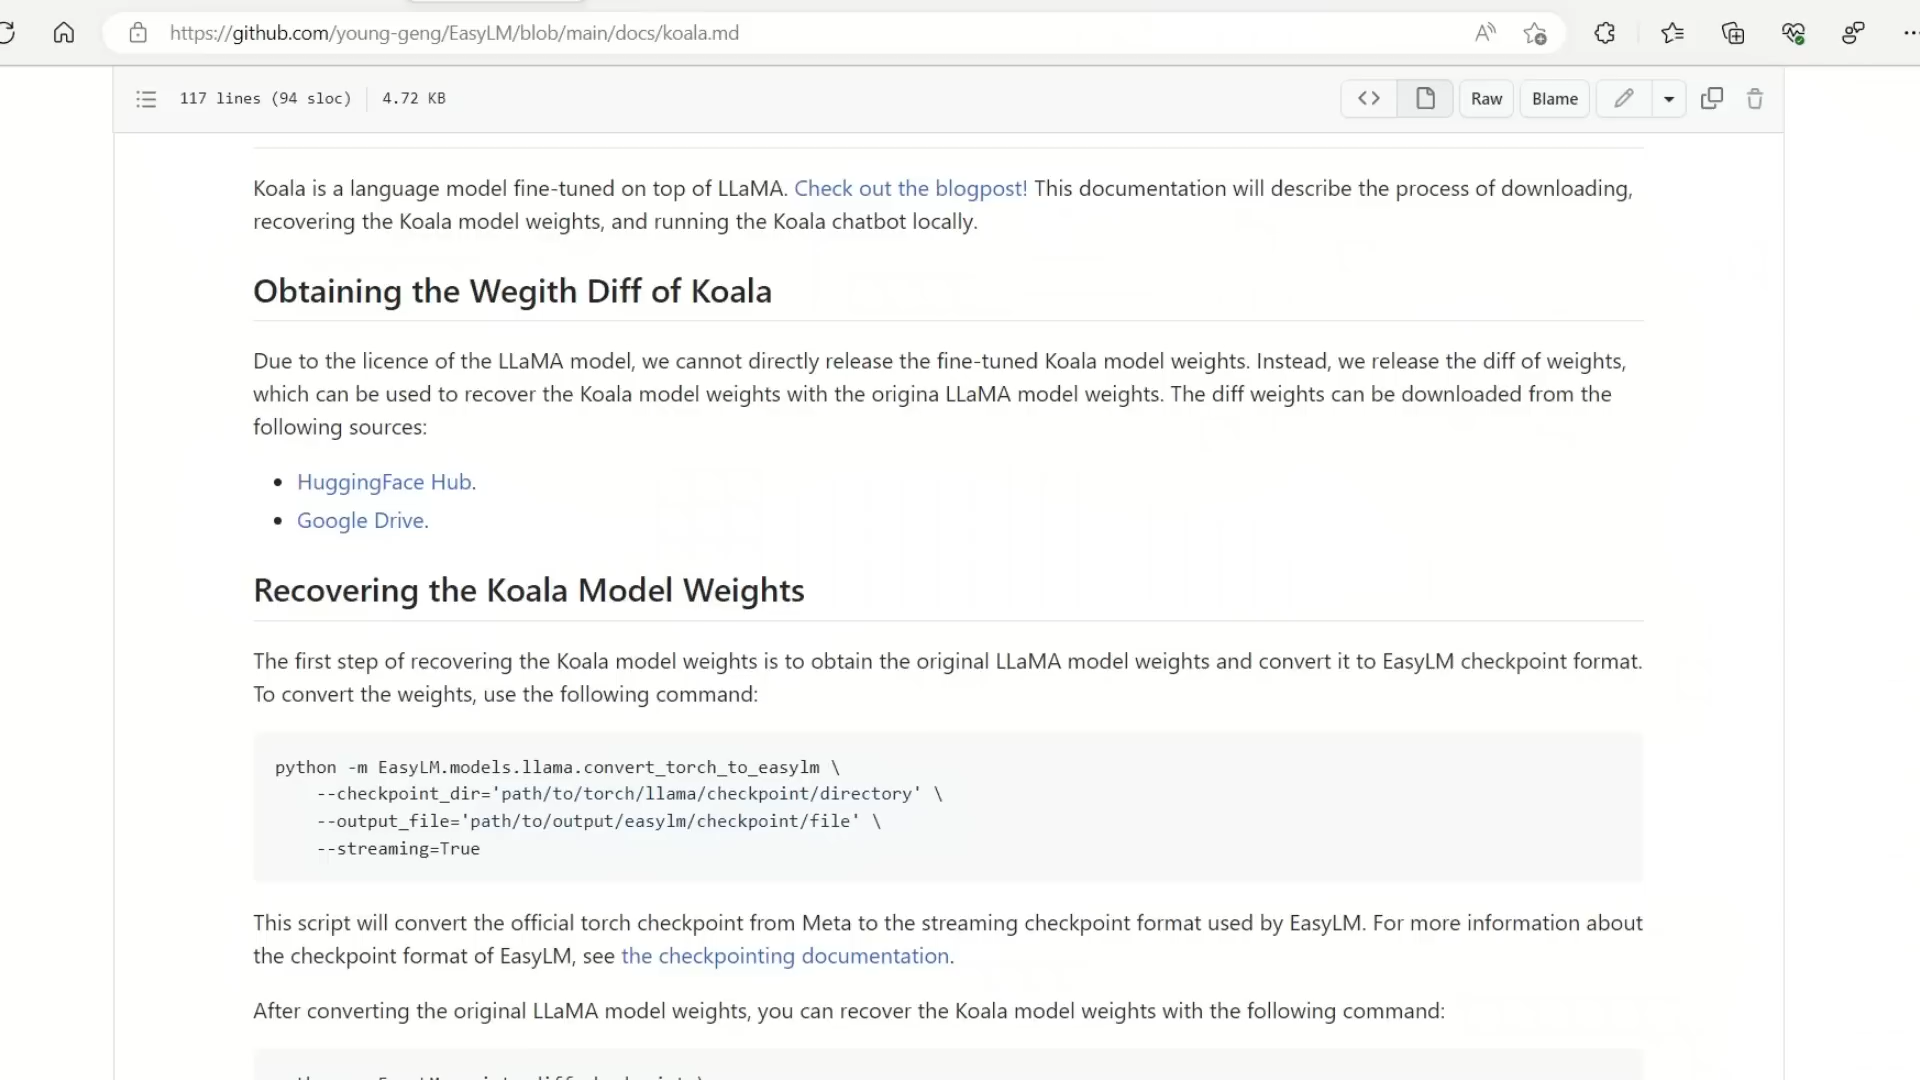 https://github.com/young-geng/EasyLM/blob/main/docs/koala.md
117 lines (94 sloc) 4.72 KB
Raw
Blame
Koala is a language model fine-tuned on top of LLaMA. Check out the blogpost! This documentation will describe the process of downloading,
recovering the Koala model weights, and running the Koala chatbot locally.
Obtaining the Wegith Diff of Koala
Due to the licence of the LLaMA model, we cannot directly release the fine-tuned Koala model weights. Instead, we release the diff of weights,
which can be used to recover the Koala model weights with the origina LLaMA model weights. The diff weights can be downloaded from the
following sources:
• HuggingFace Hub.
• Google Drive.
Recovering the Koala Model Weights
The first step of recovering the Koala model weights is to obtain the original LLaMA model weights and convert it to EasyLM checkpoint format.
To convert the weights, use the following command:
python -m EasyLM.models.llama.convert_torch_to_easylm \
--checkpoint_dir='path/to/torch/llama/checkpoint/directory' \
--output_file='path/to/output/easylm/checkpoint/file' \
--streaming=True
This script will convert the official torch checkpoint from Meta to the streaming checkpoint format used by EasyLM. For more information about
the checkpoint format of EasyLM, see the checkpointing documentation.
After converting the original LLaMA model weights, you can recover the Koala model weights with the following command: